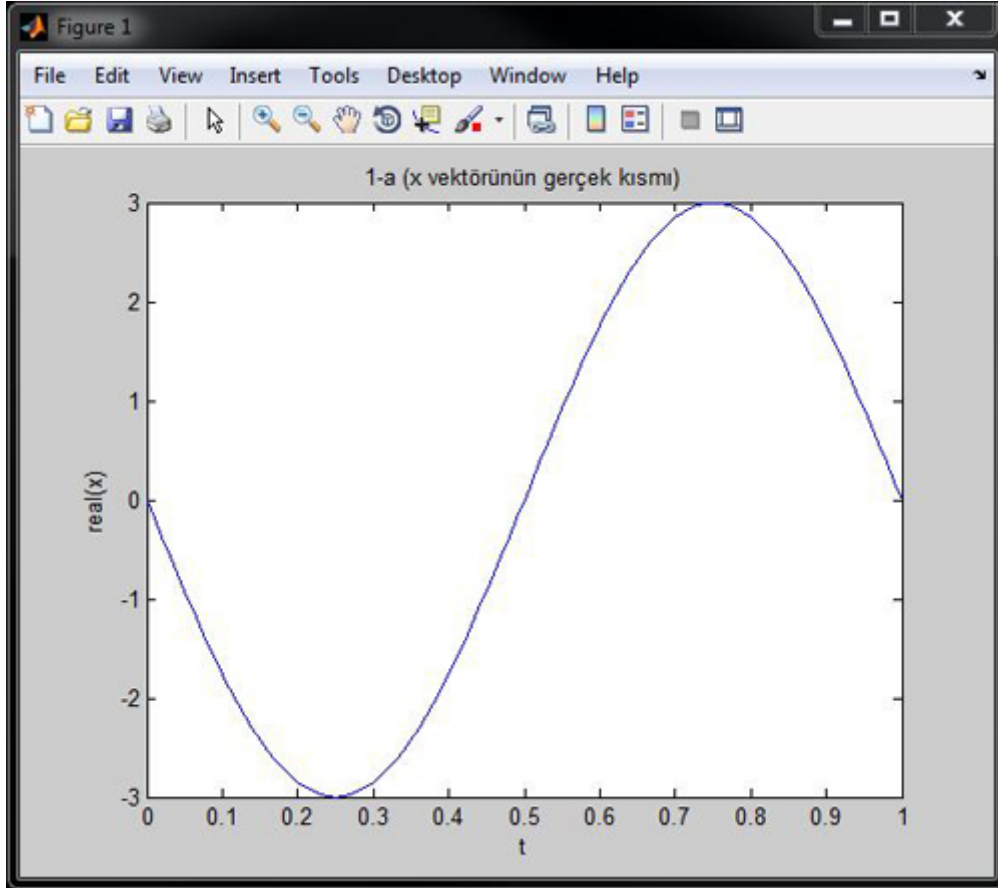 Figure 1
File Edit View Insert Tools Desktop Window Help
1-a (x vektörünün gerçek kısmı)
3
2
1
0
-1
-2
-3
real(x)
0 0.1 0.2 0.3 0.4 0.5 0.6 0.7 0.8 0.9 1
t